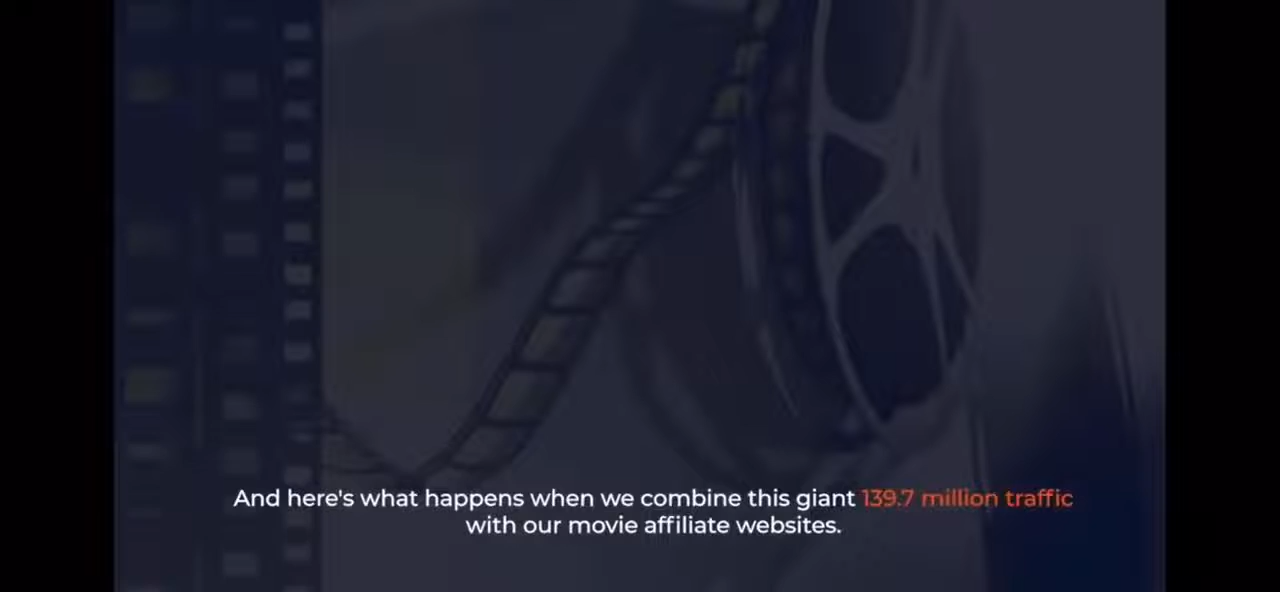 And here's what happens when we combine this giant 139.7 million traffic
with our movie affiliate websites.